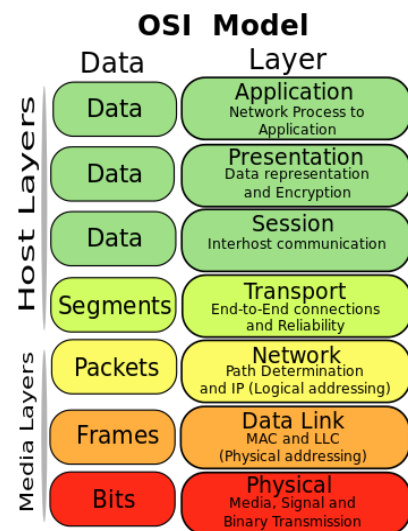 OSI Model
Data Layer
Host Layers
Data
Application
Network Process to
Application
Data
Presentation
Data representation
and Encryption
Data
Session
Interhost communication
Segments
Transport
End-to-End connections
and Reliability
Media Layers
Packets
Network
Path Determination
and IP (Logical addressing)
Frames
Data Link
MAC and LLC
(Physical addressing)
Bits
Physical
Media, Signal and
Binary Transmission